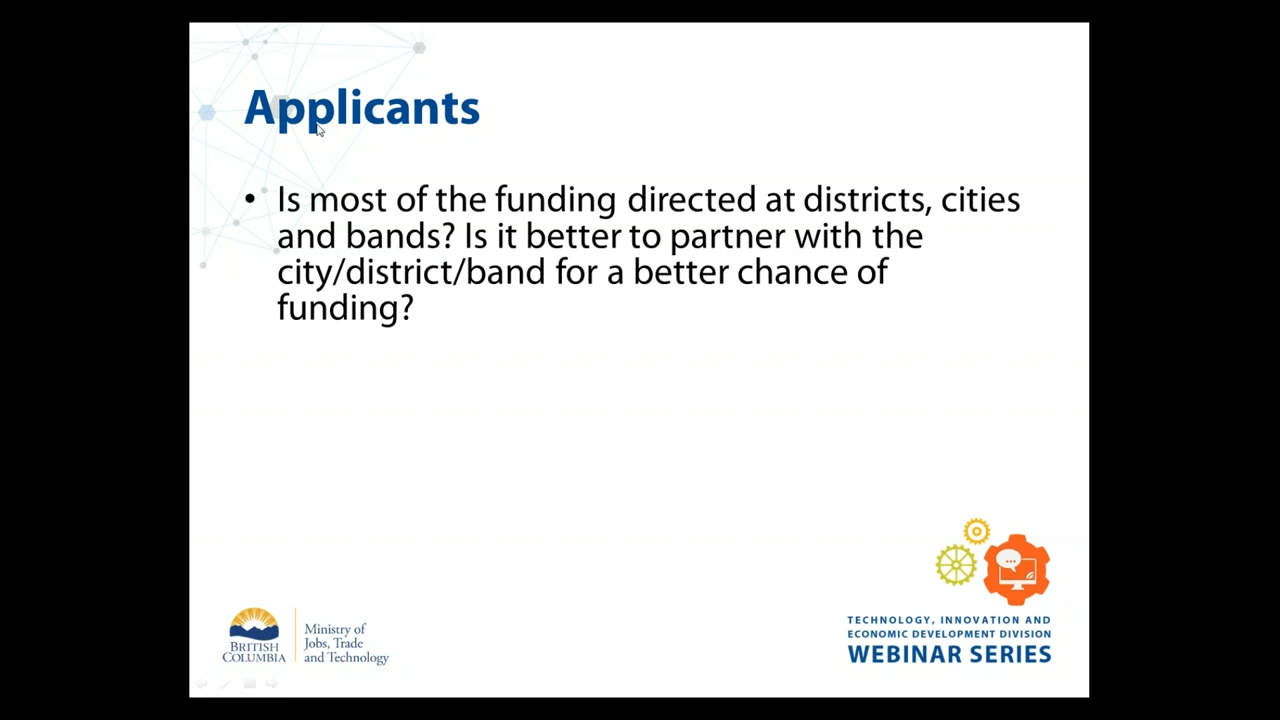 Applicants
• Is most of the funding directed at districts, cities
and bands? Is it better to partner with the
city/district/band for a better chance of
funding?
BRITISH
COLUMBIA
Ministry of
Jobs, Trade
and Technology
TECHNOLOGY, INNOVATION AND
ECONOMIC DEVELOPMENT DIVISION
WEBINAR SERIES